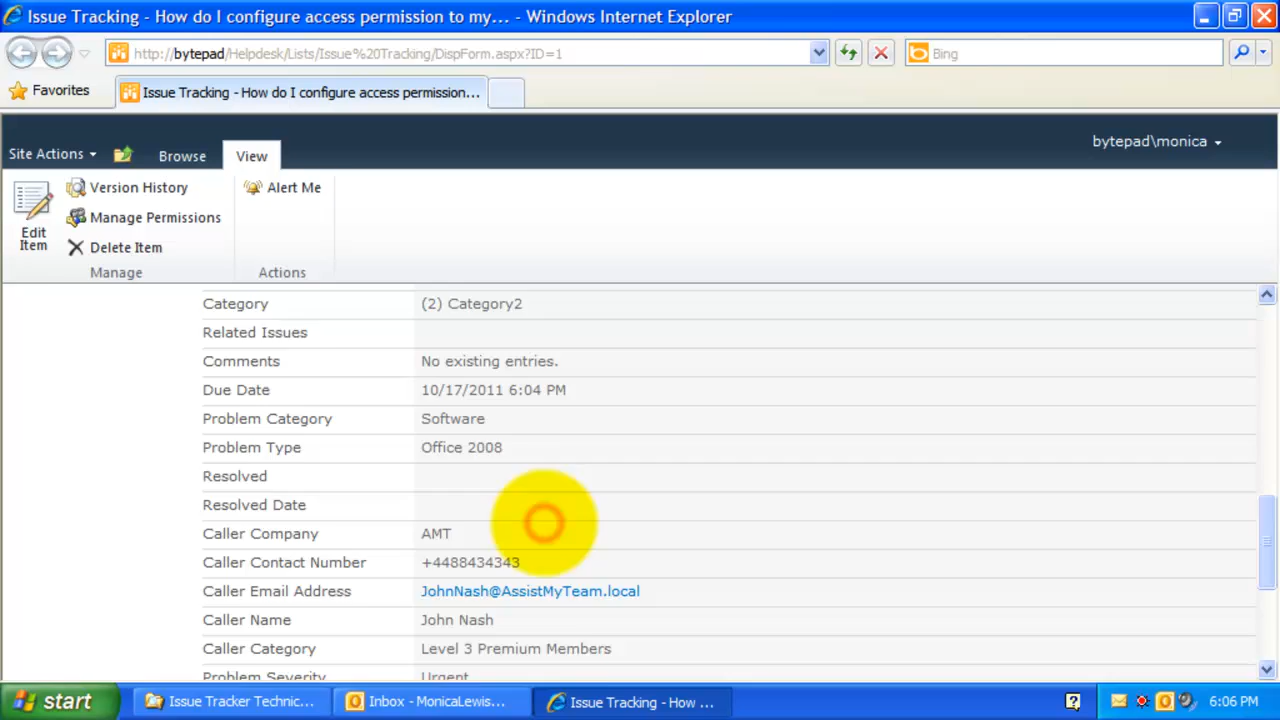 Issue Tracking - How do I configure access permission to my... - Windows Internet Explorer
http://bytepad/Helpdesk/Lists/Issue%20Tracking/DispForm.aspx?ID=1
Bing
Favorites
Issue Tracking - How do I configure access permission...
Site Actions
Browse
View
bytepad\monica
Edit Item
Version History
Manage Permissions
Delete Item
Manage
Alert Me
Actions
Category (2) Category2
Related Issues
Comments No existing entries.
Due Date 10/17/2011 6:04 PM
Problem Category Software
Problem Type Office 2008
Resolved
Resolved Date
Caller Company AMT
Caller Contact Number +4488434343
Caller Email Address JohnNash@AssistMyTeam.local
Caller Name John Nash
Caller Category Level 3 Premium Members
Problem Severity Urgent
start
Issue Tracker Technic...
Inbox - MonicaLewis...
Issue Tracking - How ...
6:06 PM